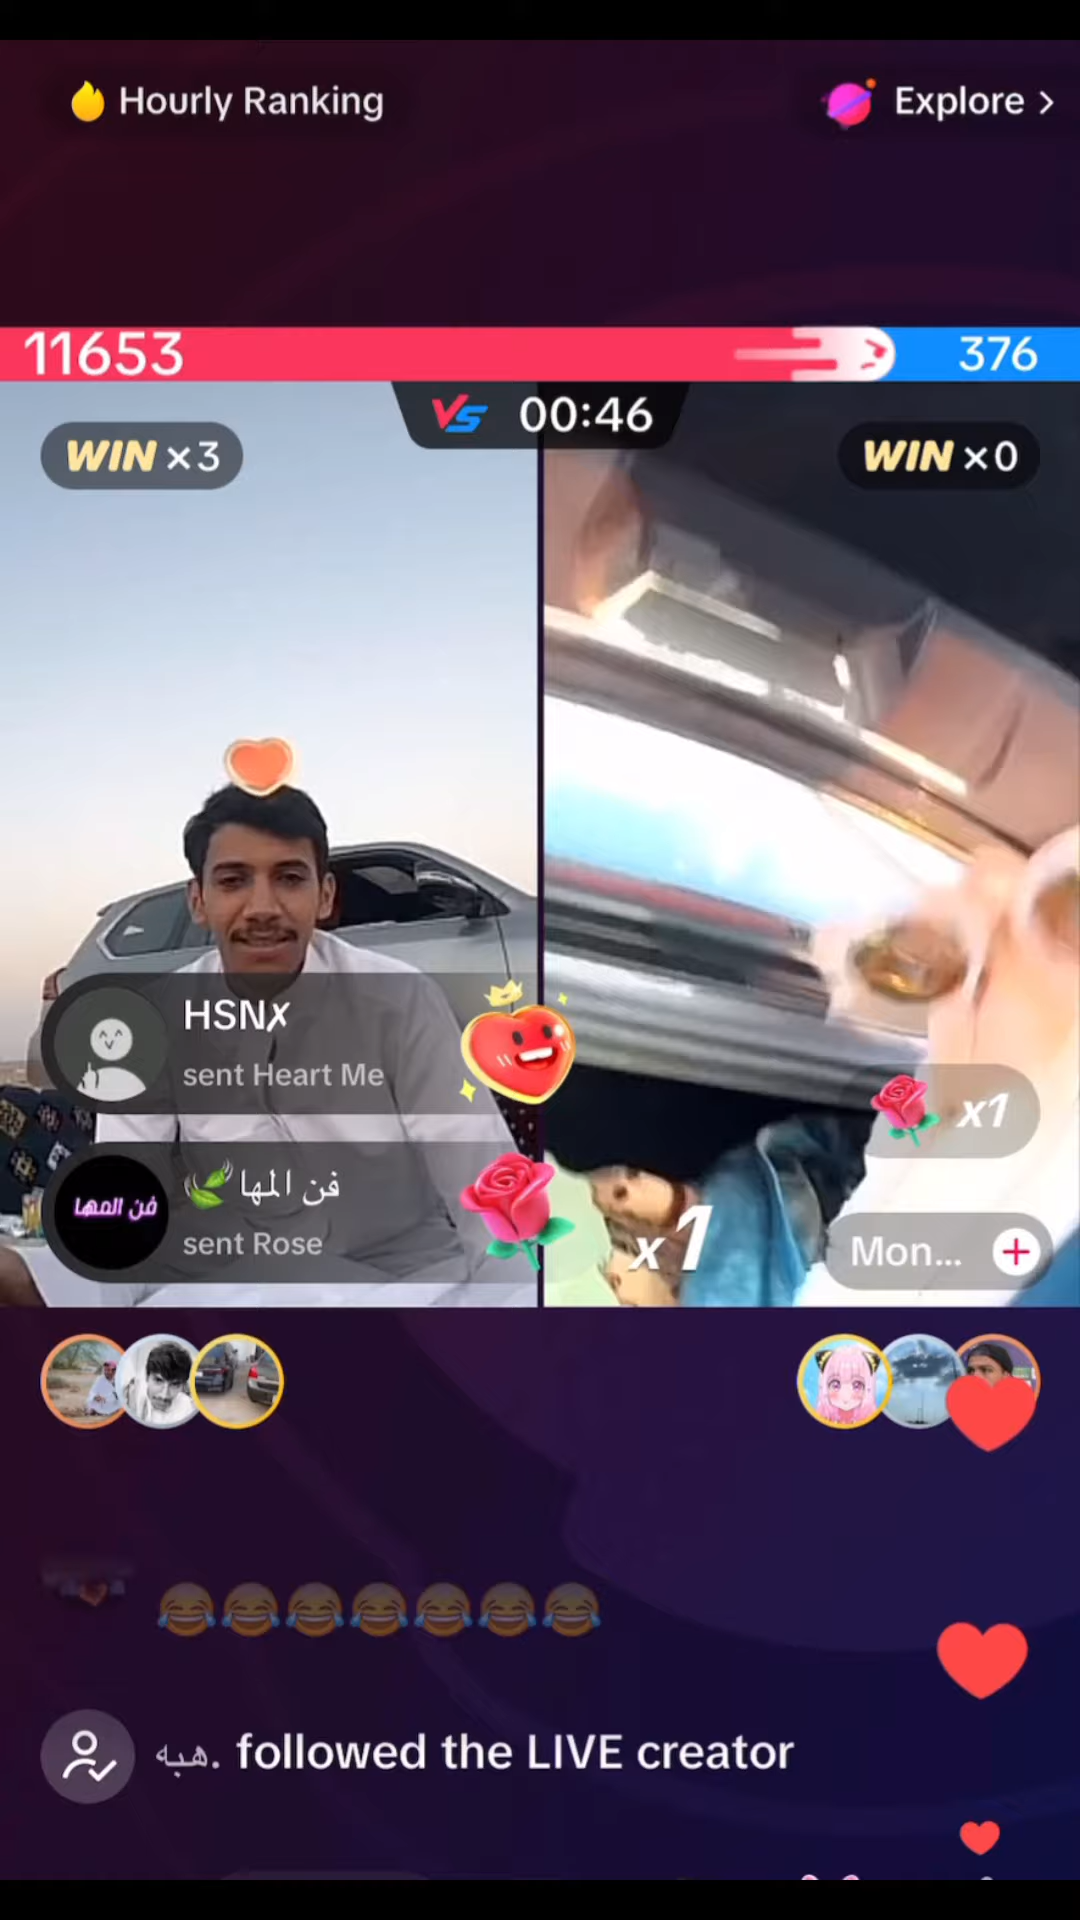 Hourly Ranking
Explore >
11653
376
VS 00:46
WIN ×3
WIN ×0
HSN✗
sent Heart Me
x1
فن المها
فن المها
sent Rose
x1
Mon...
هبه. followed the LIVE creator